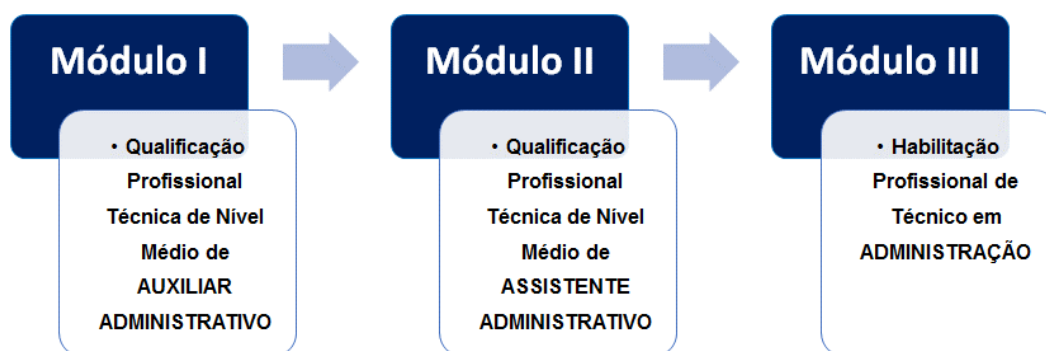 Módulo I
• Qualificação
Profissional
Técnica de Nível
Médio de
AUXILIAR
ADMINISTRATIVO
Módulo II
• Qualificação
Profissional
Técnica de Nível
Médio de
ASSISTENTE
ADMINISTRATIVO
Módulo III
• Habilitação
Profissional de
Técnico em
ADMINISTRAÇÃO